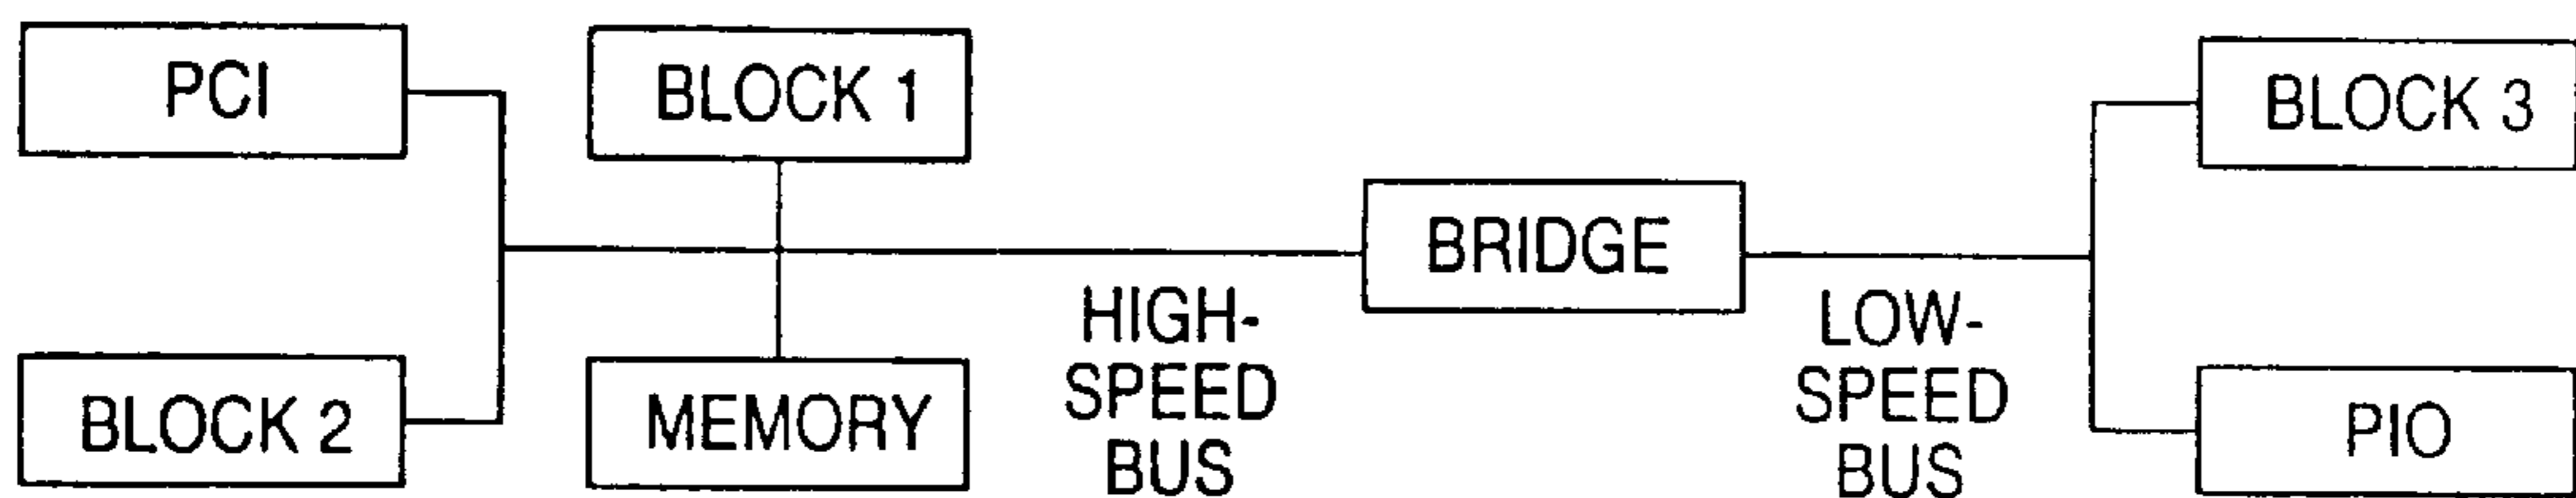 PCI
BLOCK 1
BLOCK 3
BRIDGE
HIGH-
SPEED
BUS
LOW-
SPEED
BUS
BLOCK 2
MEMORY
PIO